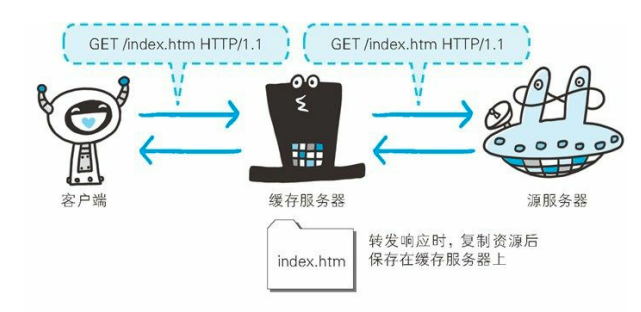 GET /index.htm HTTP/1.1
GET /index.htm HTTP/1.1
客户端
缓存服务器
源服务器
index.htm
转发响应时，复制资源后
保存在缓存服务器上